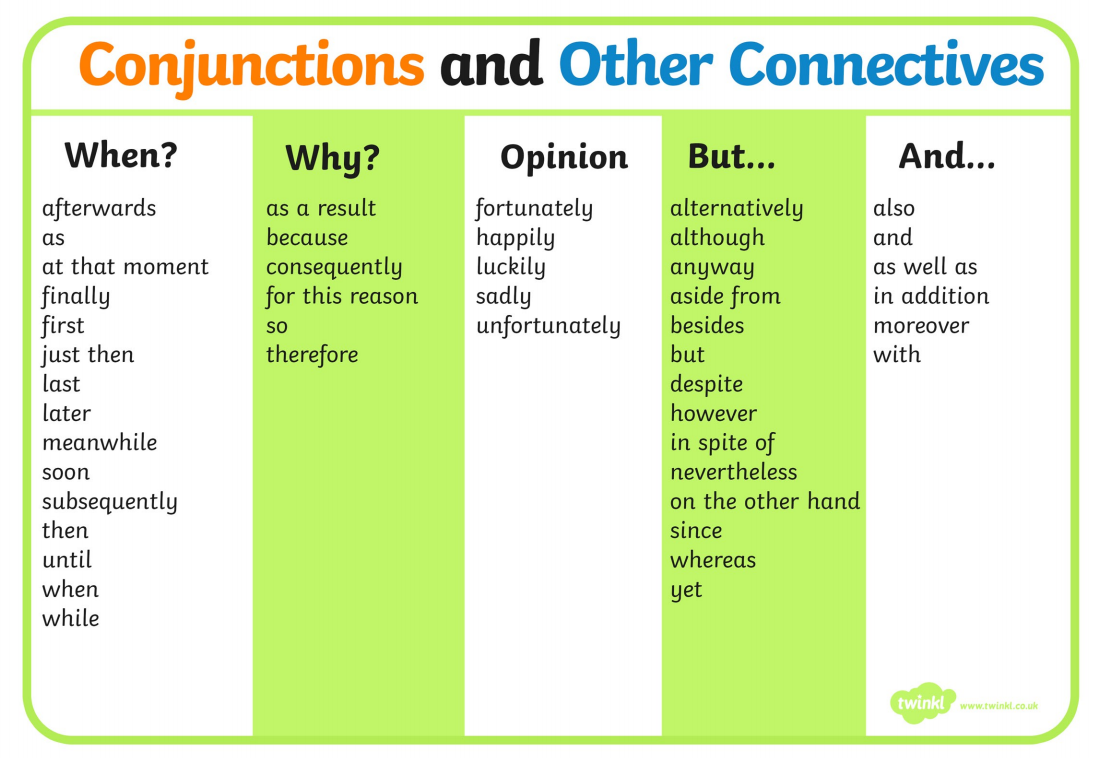 Conjunctions and Other Connectives
When?
afterwards
as
at that moment
finally
first
just then
last
later
meanwhile
soon
subsequently
then
until
when
while
Why?
as a result
because
consequently
for this reason
so
therefore
Opinion
fortunately
happily
luckily
sadly
unfortunately
But...
alternatively
although
anyway
aside from
besides
but
despite
however
in spite of
nevertheless
on the other hand
since
whereas
yet
And...
also
and
as well as
in addition
moreover
with
twinkl www.twinkl.co.uk